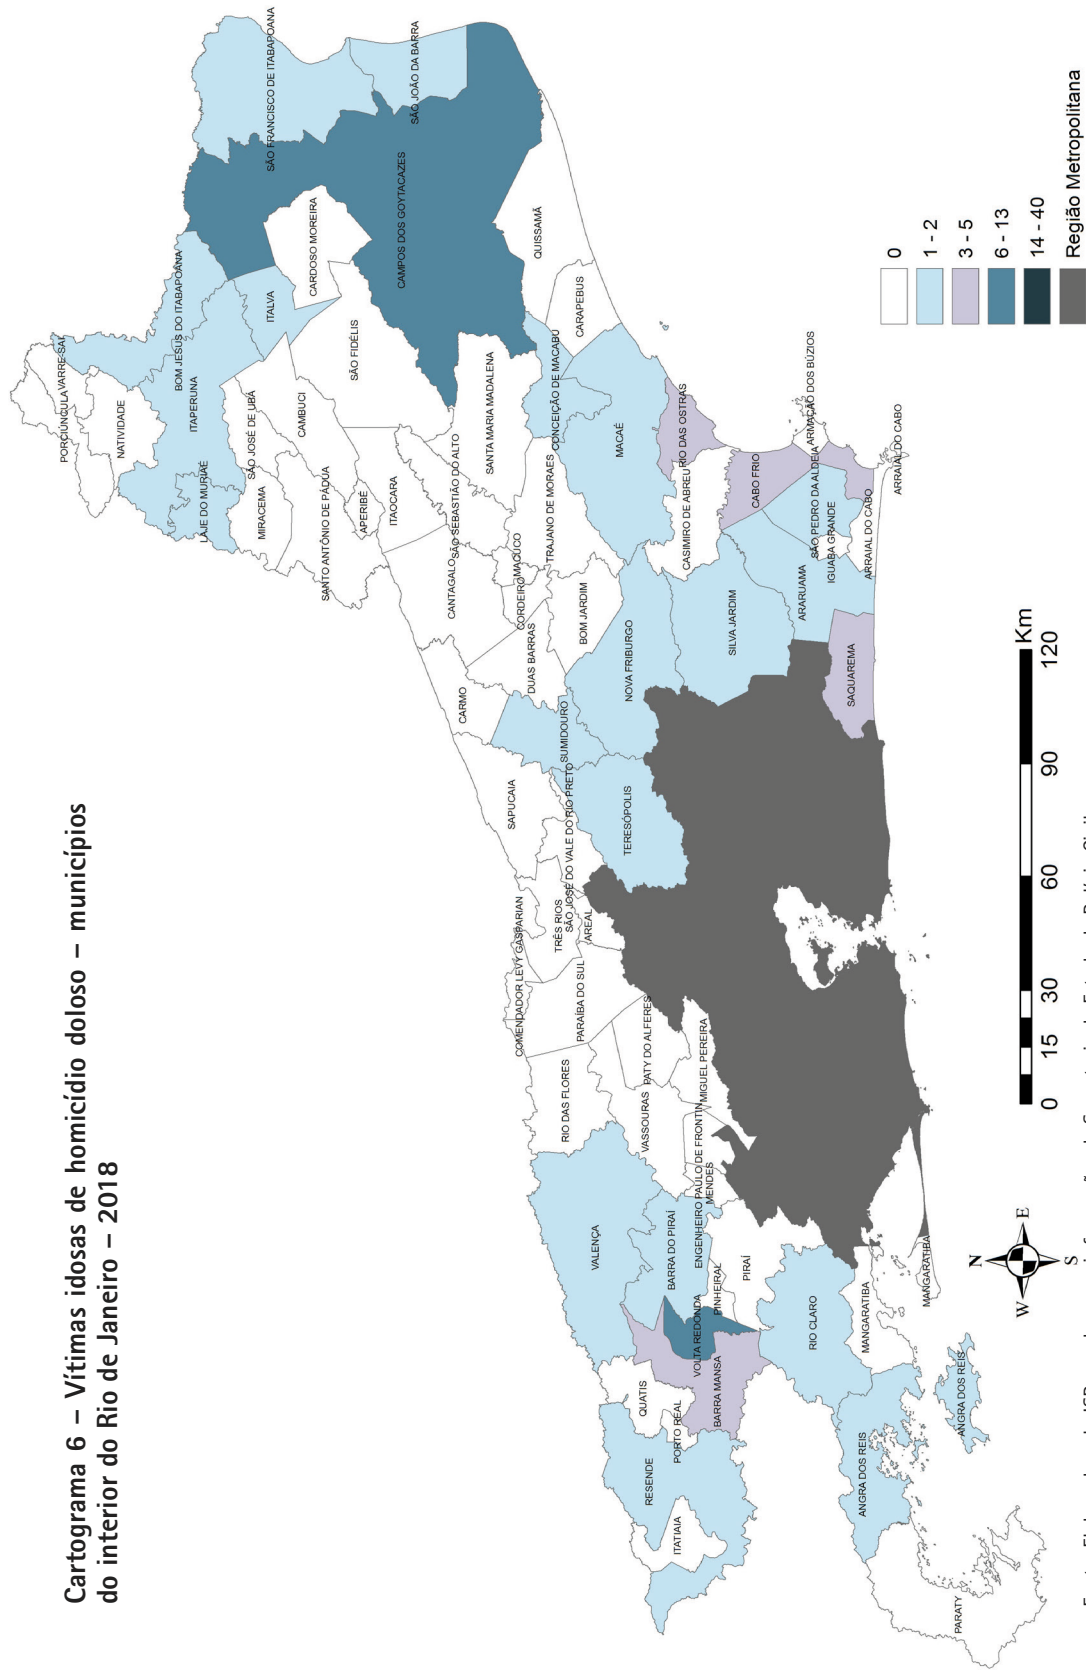 Cartograma 6 – Vítimas idosas de homicídio doloso – municípios
do interior do Rio de Janeiro – 2018
PORCIÚNCULA
VARRE-SAI
NATIVIDADE
BOM JESUS DO ITABAPOANA
ITAPERUNA
LAJE DO MURIAÉ
SÃO JOSÉ DE UBÁ
MIRACEMA
ITALVA
CAMBUCI
SANTO ANTÔNIO DE PÁDUA
APERIBÉ
ITAOCARA
CARDOSO MOREIRA
SÃO FIDÉLIS
SÃO FRANCISCO DE ITABAPOANA
SÃO JOÃO DA BARRA
CAMPOS DOS GOYTACAZES
QUISSAMÃ
CARAPEBUS
CONCEIÇÃO DE MACABU
MACAÉ
SANTA MARIA MADALENA
SÃO SEBASTIÃO DO ALTO
TRAJANO DE MORAES
CANTAGALO
MACUCO
CORDEIRO
CARMO
DUAS BARRAS
BOM JARDIM
SUMIDOURO
NOVA FRIBURGO
SAPUCAIA
SÃO JOSÉ DO VALE DO RIO PRETO
TERESÓPOLIS
RIO DAS OSTRAS
CASIMIRO DE ABREU
CABO FRIO
ARMAÇÃO DOS BÚZIOS
SÃO PEDRO DA ALDEIA
IGUABA GRANDE
ARRAIAL DO CABO
ARRAIAL DO CABO
ARARUAMA
SILVA JARDIM
SAQUAREMA
COMENDADOR LEVY GASPARIAN
TRÊS RIOS
AREAL
PARAÍBA DO SUL
PATY DO ALFERES
MIGUEL PEREIRA
RIO DAS FLORES
VASSOURAS
ENGENHEIRO PAULO DE FRONTIN
MENDES
VALENÇA
BARRA DO PIRAÍ
PINHEIRAL
PIRAÍ
VOLTA REDONDA
BARRA MANSA
RIO CLARO
QUATIS
PORTO REAL
RESENDE
ITATIAIA
MANGARATIBA
MANGARATIBA
ANGRA DOS REIS
ANGRA DOS REIS
PARATY
0
1 - 2
3 - 5
6 - 13
14 - 40
Região Metropolitana
0 15 30 60 90 120
Km
N
W E
S